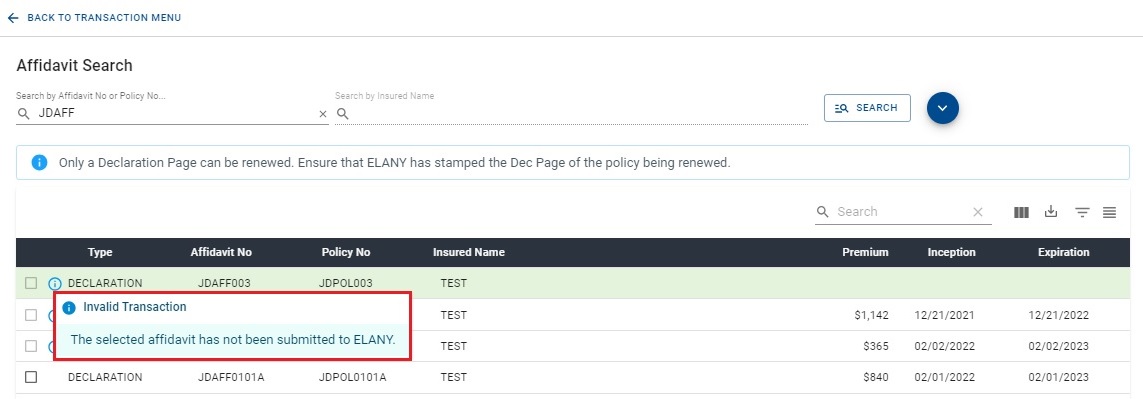 BACK TO TRANSACTION MENU
Affidavit Search
Search by Affidavit No or Policy No... Search by Insured Name
JDAFF
SEARCH
Only a Declaration Page can be renewed. Ensure that ELANY has stamped the Dec Page of the policy being renewed.
Search
Type Affidavit No Policy No Insured Name Premium Inception Expiration
DECLARATION JDAFF003 JDPOL003 TEST
Invalid Transaction
The selected affidavit has not been submitted to ELANY.
TEST $1,142 12/21/2021 12/21/2022
TEST $365 02/02/2022 02/02/2023
DECLARATION JDAFF0101A JDPOL0101A TEST $840 02/01/2022 02/01/2023